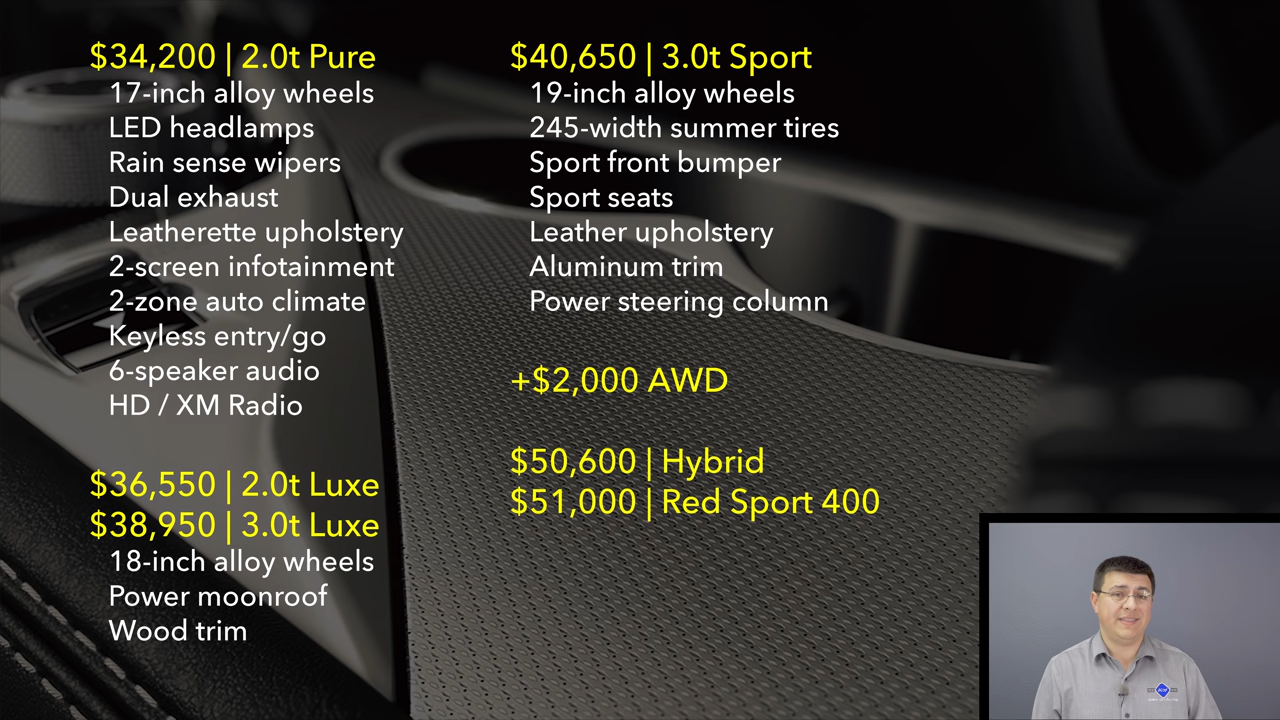 $34,200 | 2.0t Pure
17-inch alloy wheels
LED headlamps
Rain sense wipers
Dual exhaust
Leatherette upholstery
2-screen infotainment
2-zone auto climate
Keyless entry/go
6-speaker audio
HD / XM Radio
$36,550 | 2.0t Luxe
$38,950 | 3.0t Luxe
18-inch alloy wheels
Power moonroof
Wood trim
$40,650 | 3.0t Sport
19-inch alloy wheels
245-width summer tires
Sport front bumper
Sport seats
Leather upholstery
Aluminum trim
Power steering column
+$2,000 AWD
$50,600 | Hybrid
$51,000 | Red Sport 400